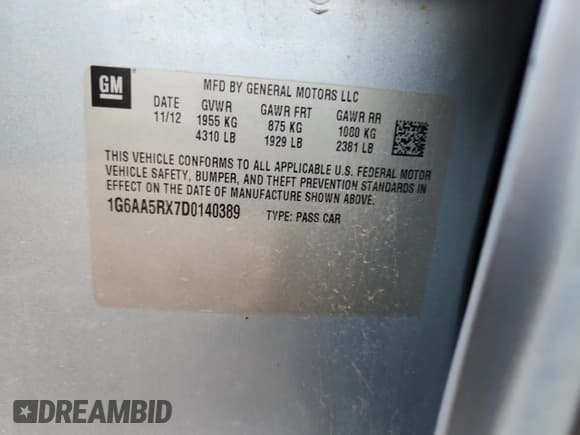 GM
MFD BY GENERAL MOTORS LLC
DATE GVWR GAWR FRT GAWR RR
11/12 1955 KG 875 KG 1080 KG
4310 LB 1929 LB 2381 LB
THIS VEHICLE CONFORMS TO ALL APPLICABLE U.S. FEDERAL MOTOR
VEHICLE SAFETY, BUMPER, AND THEFT PREVENTION STANDARDS IN
EFFECT ON THE DATE OF MANUFACTURE SHOWN ABOVE.
1G6AA5RX7D0140389 TYPE: PASS CAR
DREAMBID